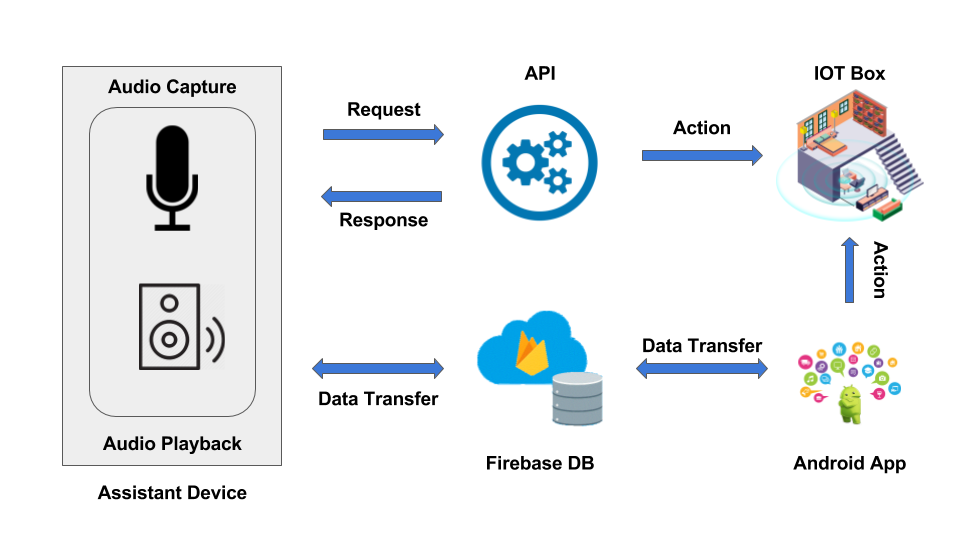 API
IOT Box
Audio Capture
Request
Action
Response
Action
Data Transfer
Data Transfer
Audio Playback
Firebase DB
Android App
Assistant Device